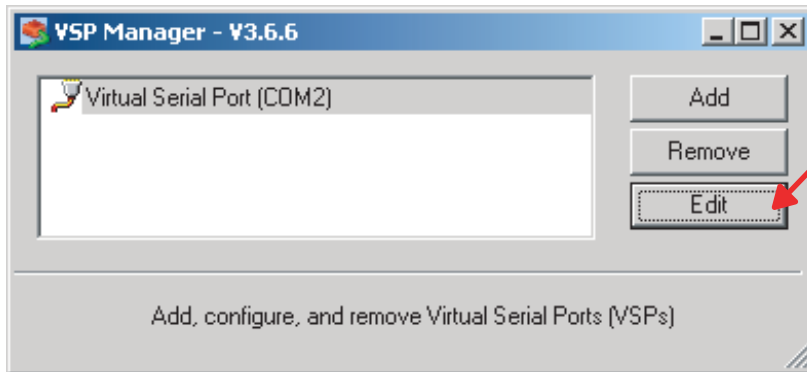 VSP Manager - V3.6.6
Virtual Serial Port (COM2)
Add
Remove
Edit
Add, configure, and remove Virtual Serial Ports (VSPs)